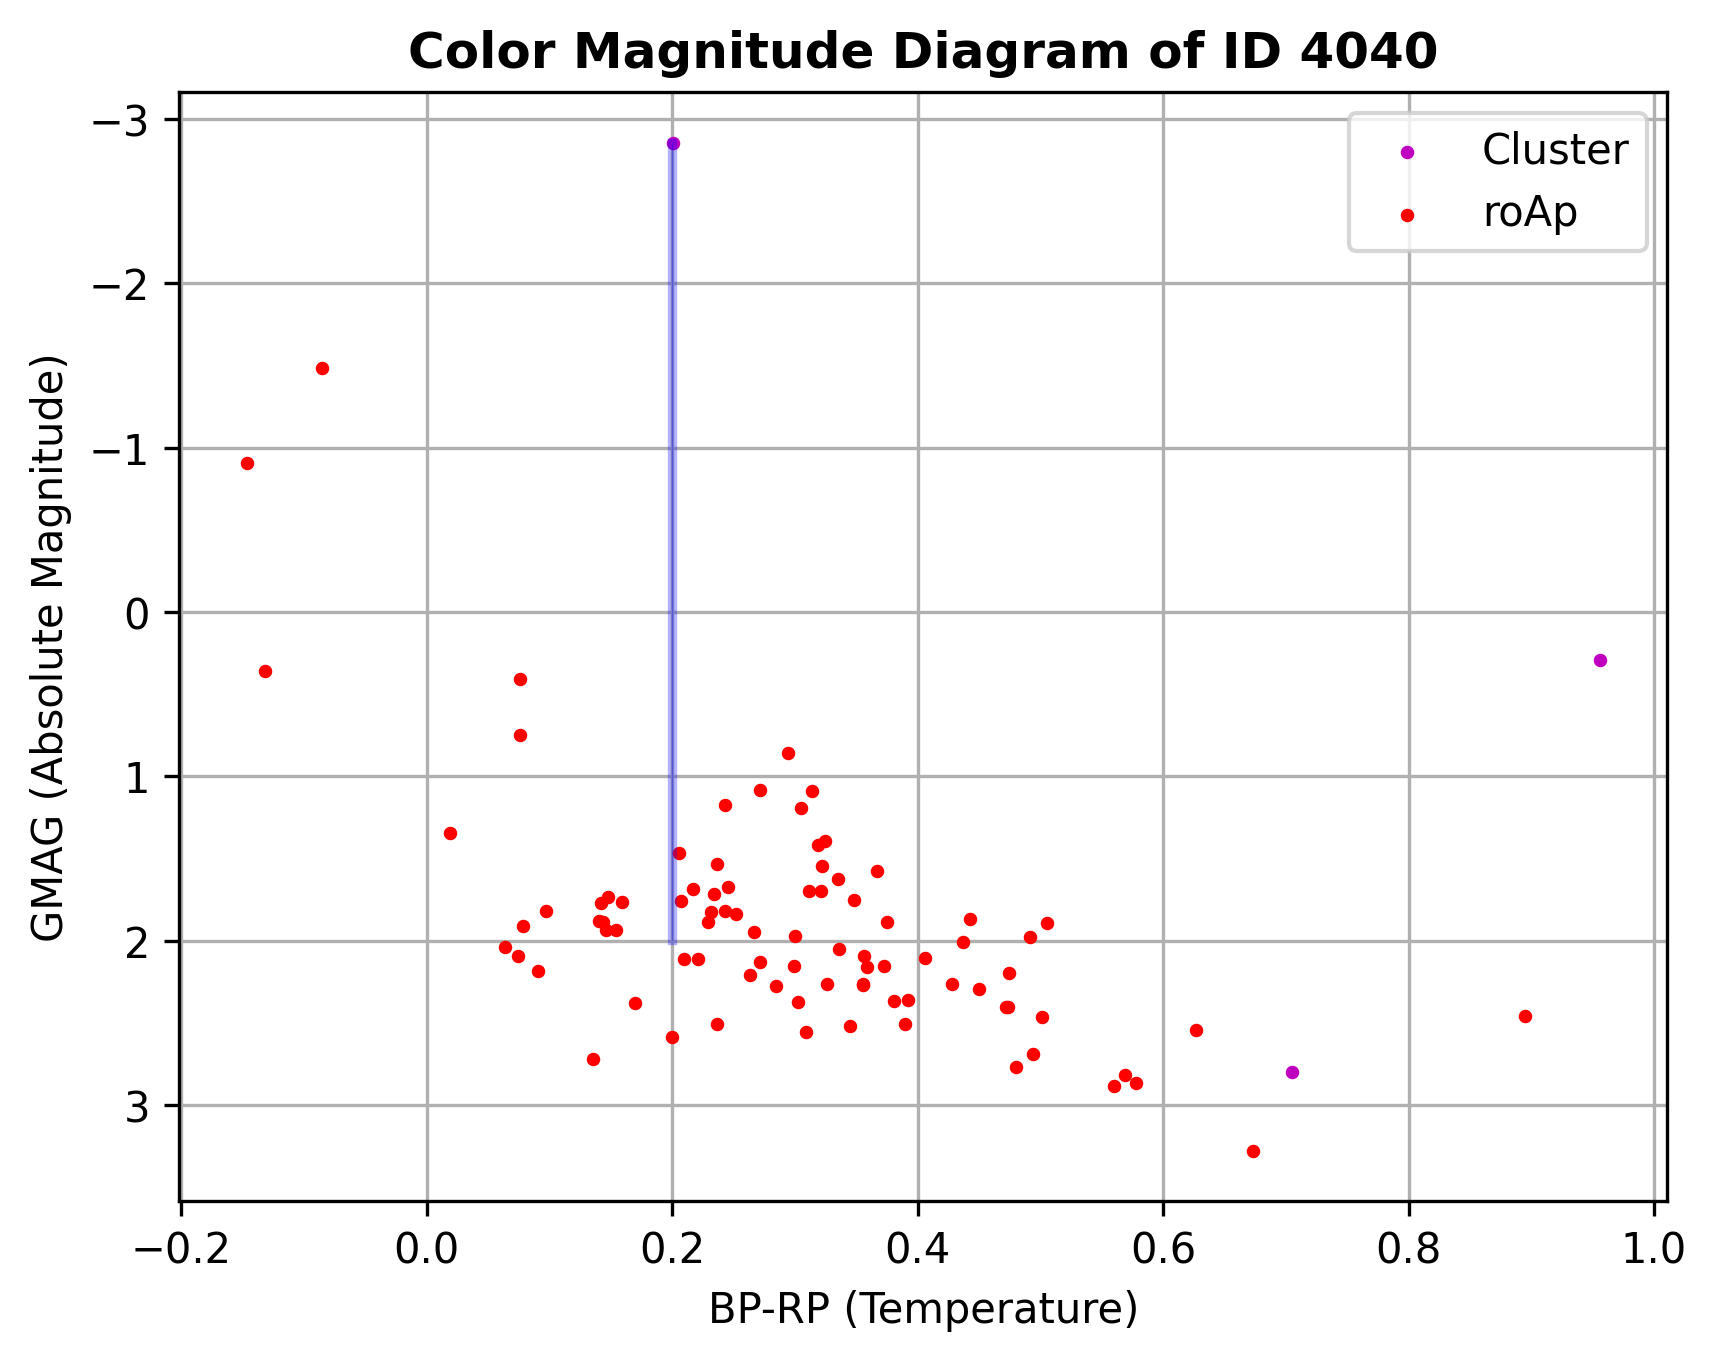 Color Magnitude Diagram of ID 4040
GMAG (Absolute Magnitude)
−3
−2
−1
0
1
2
3
Cluster
roAp
−0.2 0.0 0.2 0.4 0.6 0.8 1.0
BP-RP (Temperature)